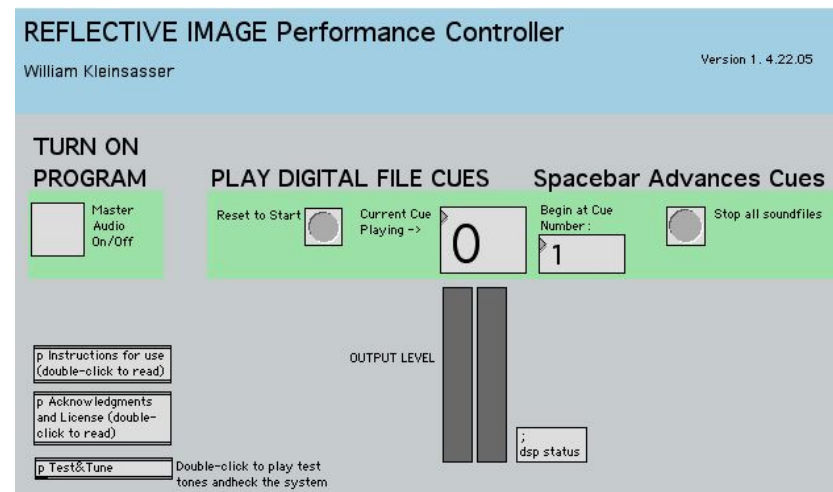 REFLECTIVE IMAGE Performance Controller
William Kleinsasser
Version 1. 4.22.05
TURN ON
PROGRAM
PLAY DIGITAL FILE CUES
Spacebar Advances Cues
Master
Audio
On/Off
Reset to Start
Current Cue
Playing ->
0
Begin at Cue
Number :
1
Stop all soundfiles
OUTPUT LEVEL
p Instructions for use
(double-click to read)
p Acknowledgments
and License (double-
click to read)
;
dsp status
p Test&Tune
Double-click to play test
tones andheck the system